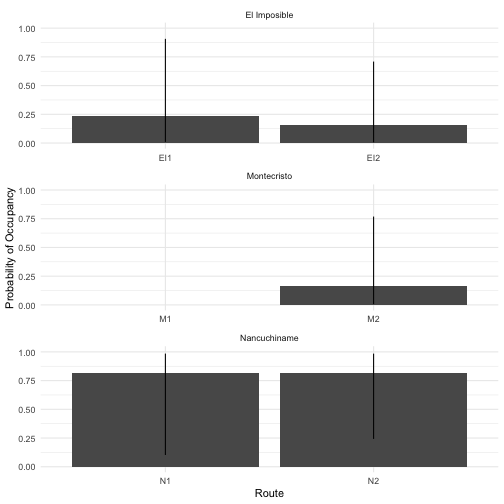 El Imposible
1.00
0.75
0.50
0.25
0.00
EI1
EI2
Montecristo
1.00
0.75
0.50
0.25
0.00
M1
M2
Nancuchiname
1.00
0.75
0.50
0.25
0.00
N1
N2
Probability of Occupancy
Route